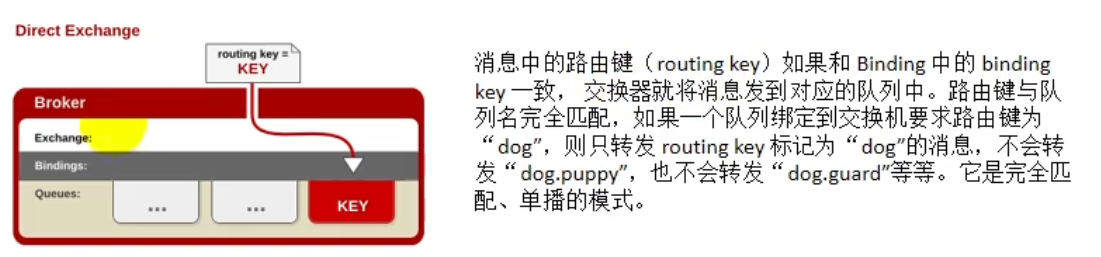 Direct Exchange
routing key =
KEY
Broker
Exchange:
Bindings:
Queues:
...
...
KEY
消息中的路由键（routing key）如果和 Binding 中的 binding
key 一致， 交换器就将消息发到对应的队列中。路由键与队
列名完全匹配，如果一个队列绑定到交换机要求路由键为
“dog”，则只转发 routing key 标记为“dog”的消息，不会转
发“dog.puppy”，也不会转发“dog.guard”等等。它是完全匹
配、单播的模式。